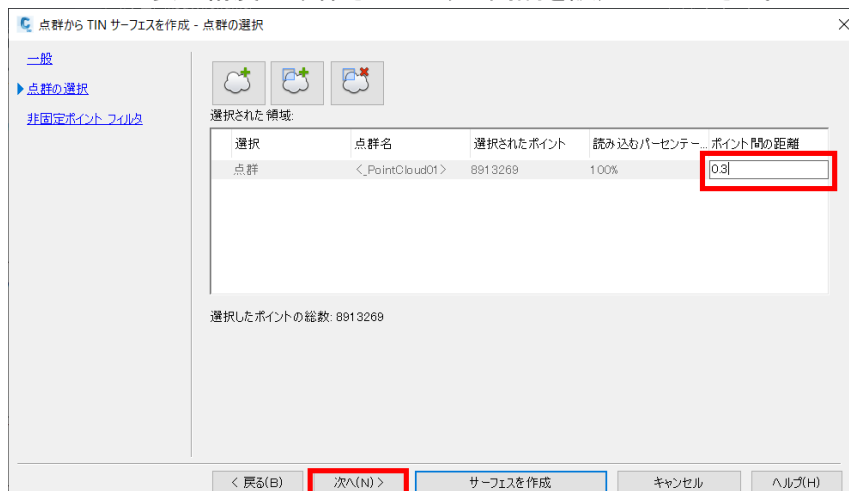 点群から TIN サーフェスを作成 - 点群の選択
一般
点群の選択
非固定ポイント フィルタ
選択された領域:
選択 点群名 選択されたポイント 読み込むパーセンテー... ポイント間の距離
点群 <_PointCloud01> 8913269 100% 0.3
選択したポイントの総数: 8913269
< 戻る(B) 次へ(N) > サーフェスを作成 キャンセル ヘルプ(H)